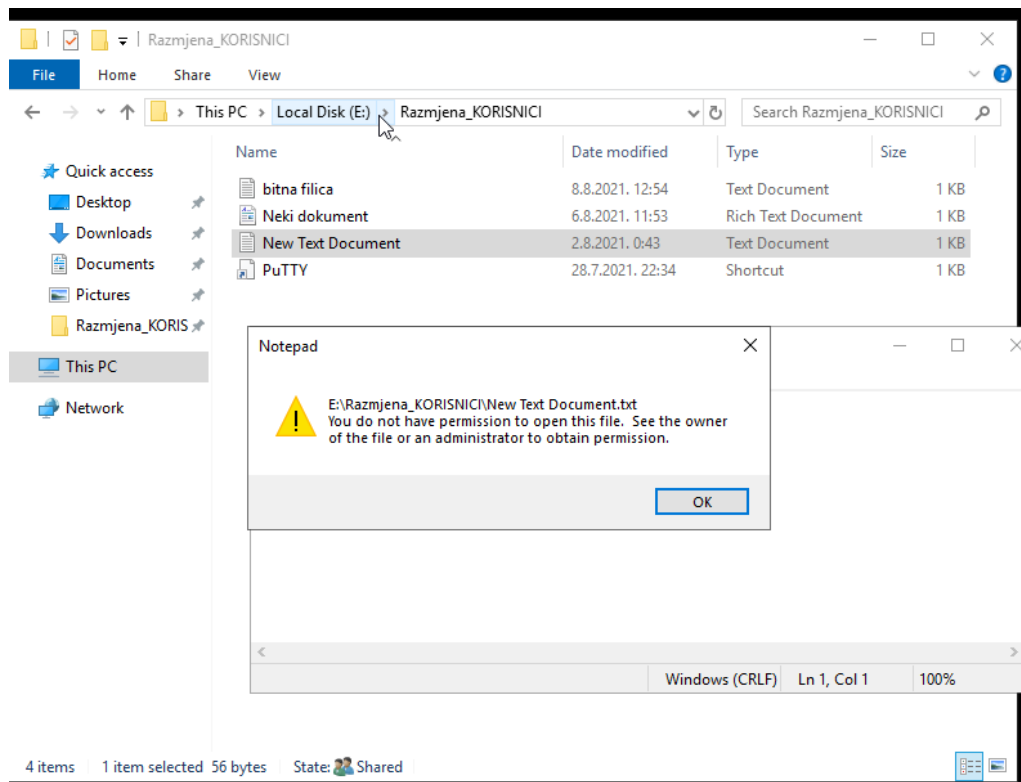 Razmjena_KORISNICI
File Home Share View
This PC > Local Disk (E:) > Razmjena_KORISNICI Search Razmjena_KORISNICI
Name Date modified Type Size
Quick access
Desktop
Downloads
Documents
Pictures
Razmjena_KORIS
This PC
Network
bitna filica 8.8.2021. 12:54 Text Document 1 KB
Neki dokument 6.8.2021. 11:53 Rich Text Document 1 KB
New Text Document 2.8.2021. 0:43 Text Document 1 KB
PuTTY 28.7.2021. 22:34 Shortcut 1 KB
Notepad
E:\Razmjena_KORISNICI\New Text Document.txt
You do not have permission to open this file. See the owner
of the file or an administrator to obtain permission.
OK
Windows (CRLF) Ln 1, Col 1 100%
4 items 1 item selected 56 bytes State: Shared